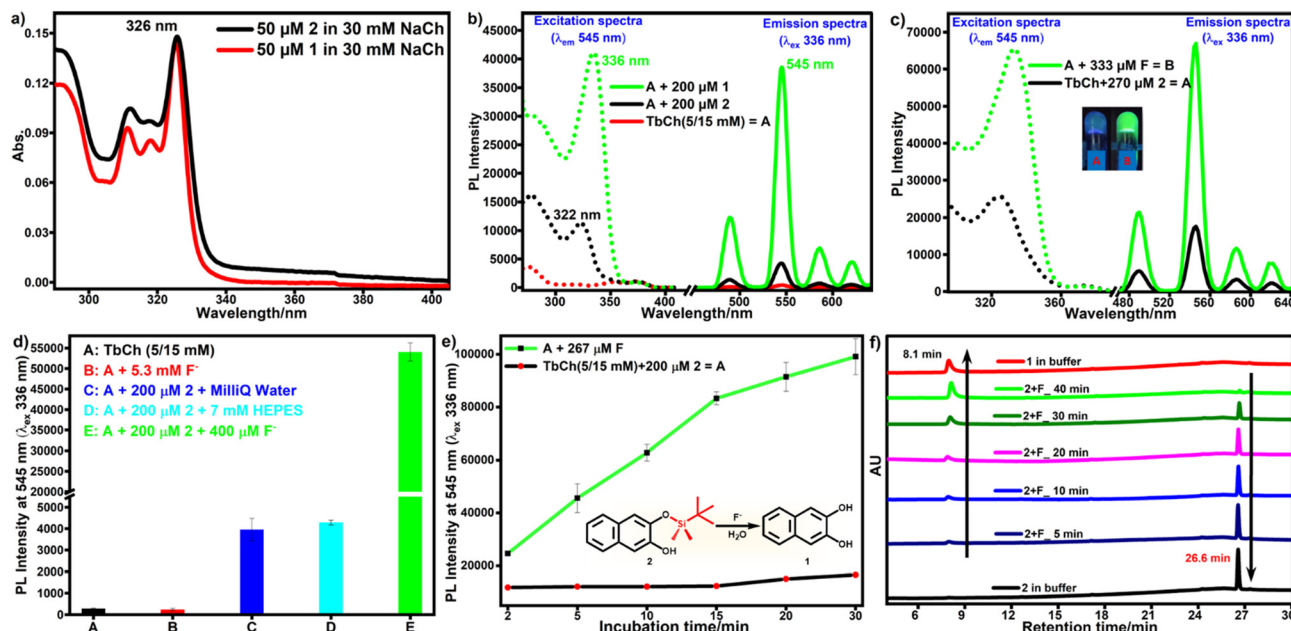 a)
326 nm
50 µM 2 in 30 mM NaCh
50 µM 1 in 30 mM NaCh
Abs.
0.15
0.12
0.09
0.06
0.03
0.00
300 320 340 360 380 400
Wavelength/nm
b)
Excitation spectra
(λem 545 nm)
Emission spectra
(λex 336 nm)
336 nm
545 nm
A + 200 µM 1
A + 200 µM 2
TbCh(5/15 mM) = A
322 nm
PL Intensity
45000
40000
35000
30000
25000
20000
15000
10000
5000
0
300 350 400 500 550 600
Wavelength/nm
c)
Excitation spectra
(λem 545 nm)
Emission spectra
(λex 336 nm)
A + 333 µM F = B
TbCh+270 µM 2 = A
A B
PL Intensity
70000
60000
50000
40000
30000
20000
10000
0
320 360 480 520 560 600 640
Wavelength/nm
d)
A: TbCh (5/15 mM)
B: A + 5.3 mM F-
C: A + 200 µM 2 + MilliQ Water
D: A + 200 µM 2 + 7 mM HEPES
E: A + 200 µM 2 + 400 µM F-
PL Intensity at 545 nm (λex 336 nm)
55000
50000
45000
40000
35000
30000
25000
20000
6000
5000
4000
3000
2000
1000
0
A B C D E
e)
A + 267 µM F
TbCh(5/15 mM)+200 µM 2 = A
PL Intensity at 545 nm (λex 336 nm)
100000
80000
60000
40000
20000
O Si
OH
2
F-
H2O
OH
OH
1
2 5 10 15 20 30
Incubation time/min
f)
8.1 min
1 in buffer
2+F_ 40 min
2+F_ 30 min
2+F_ 20 min
2+F_ 10 min
2+F_ 5 min
26.6 min
2 in buffer
AU
6 9 12 15 18 21 24 27 30
Retention time/min